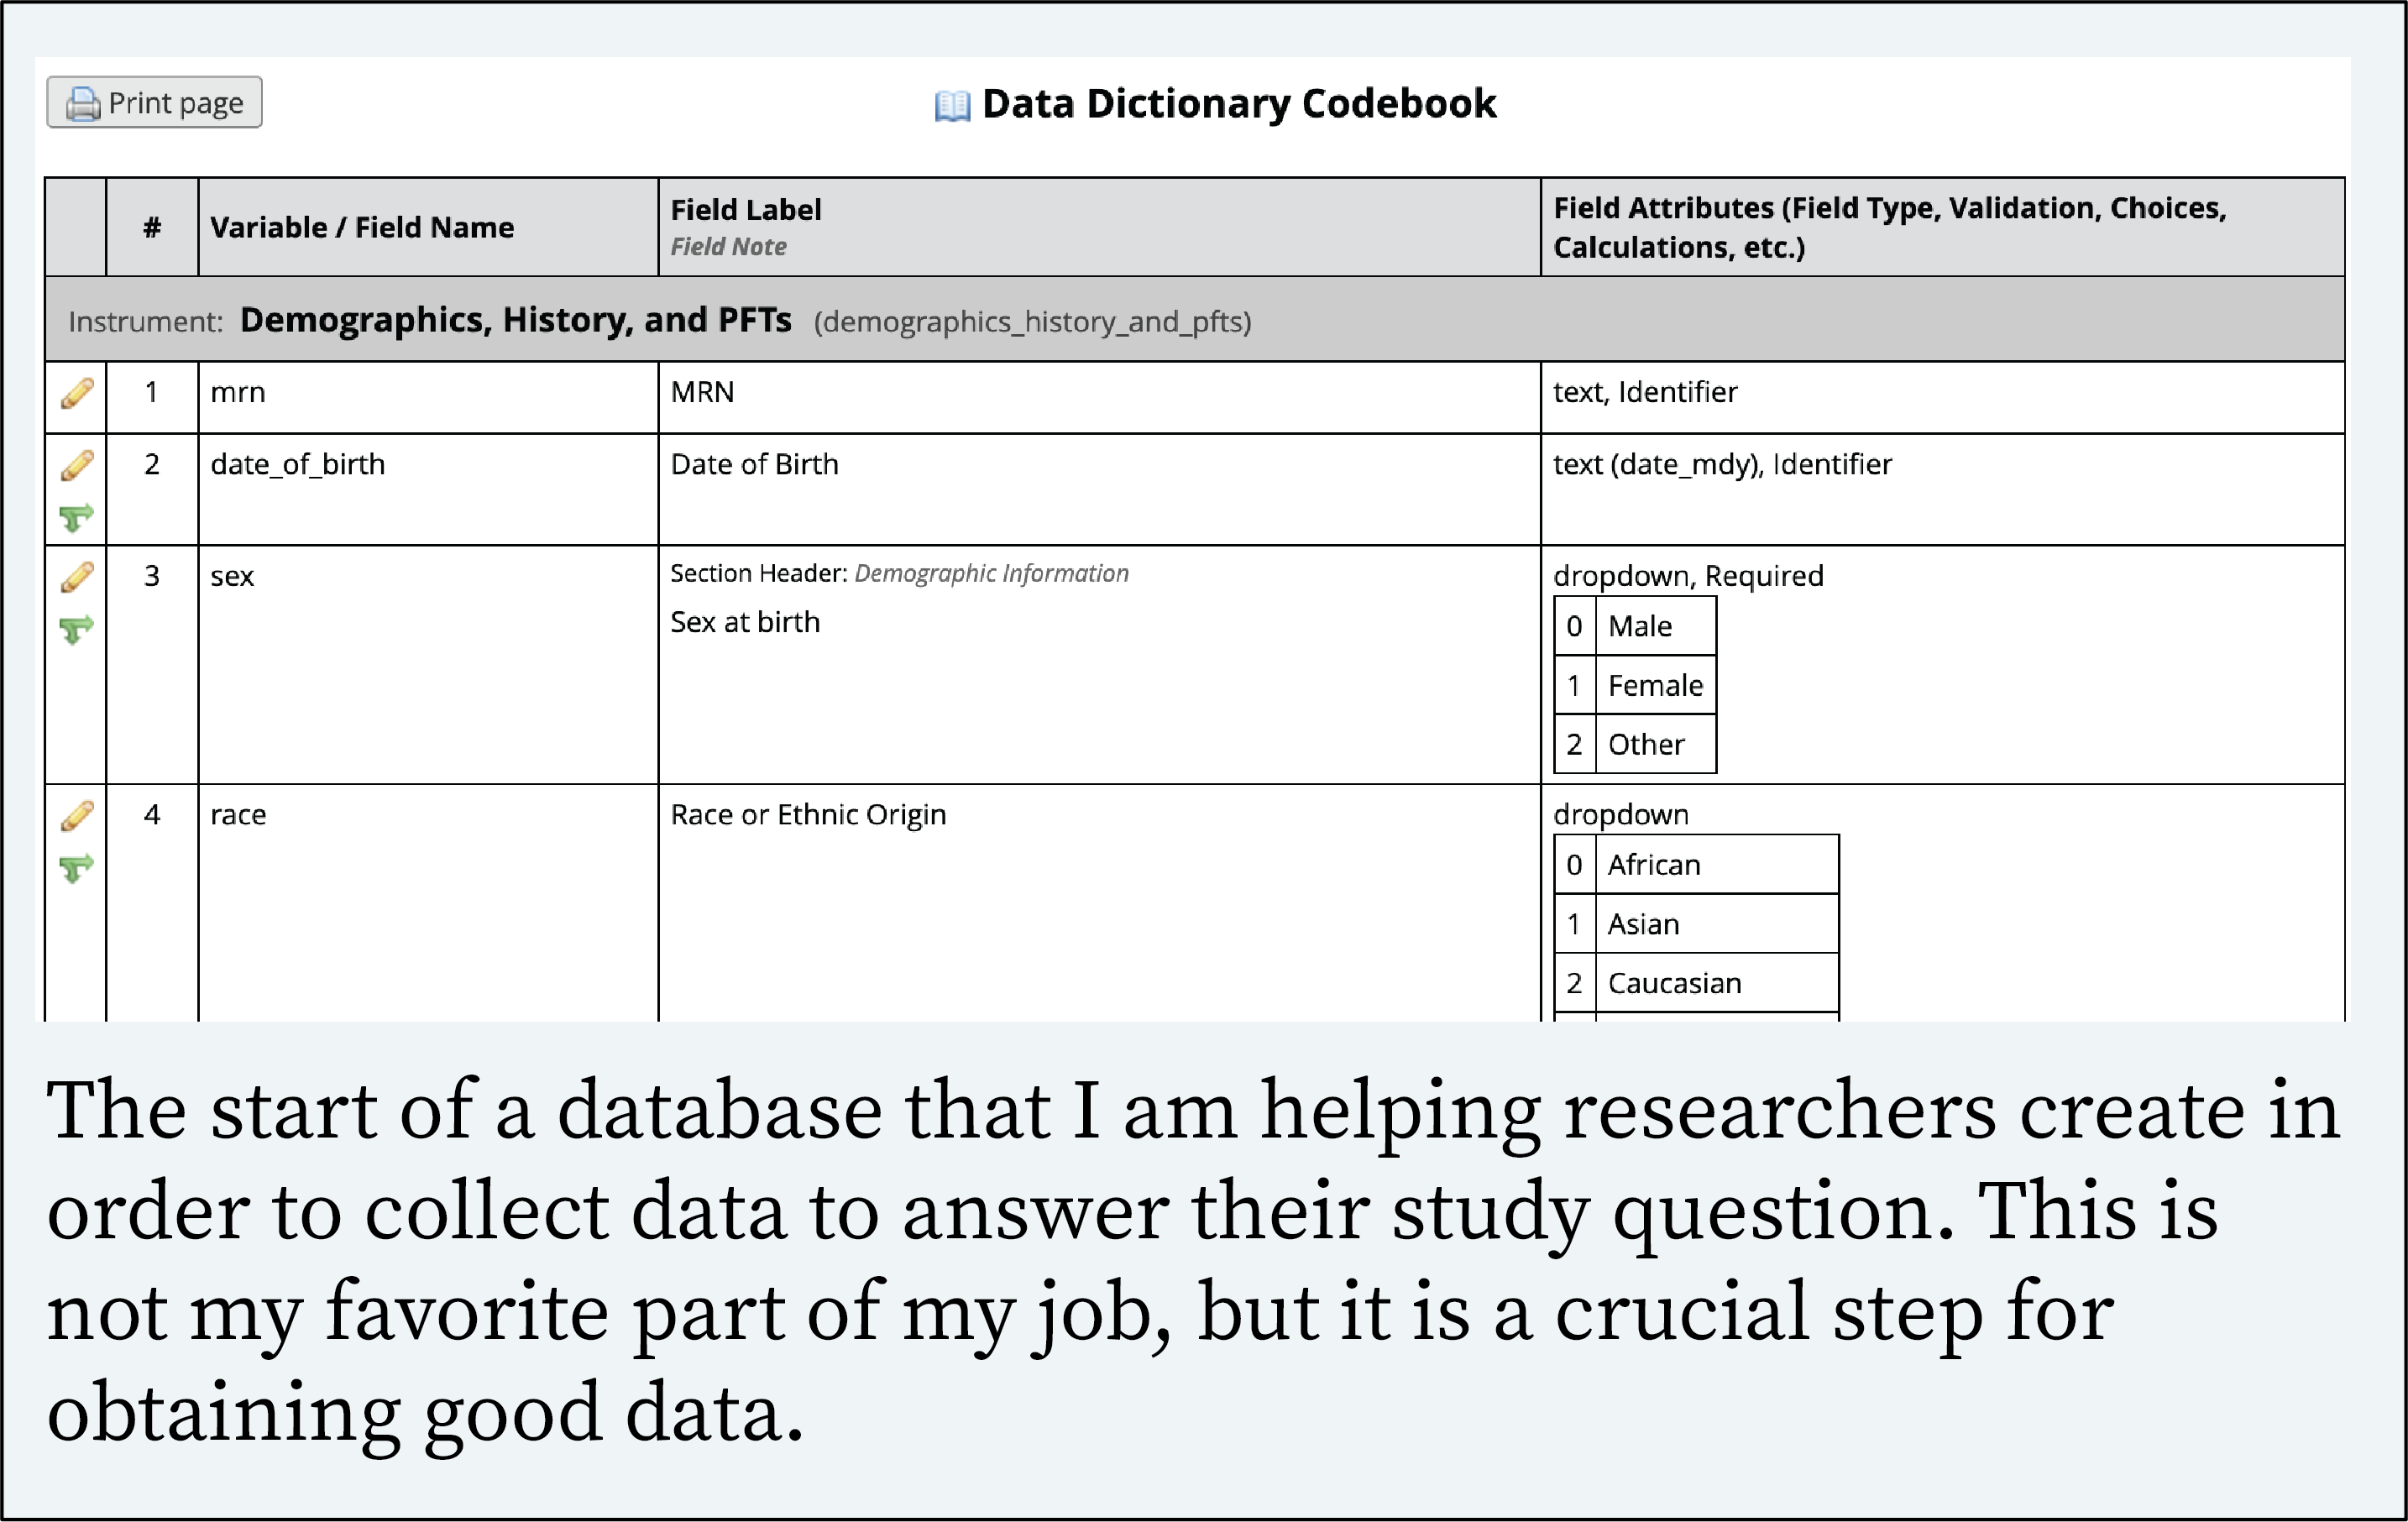 Print page
Data Dictionary Codebook
# Variable / Field Name Field Label Field Note Field Attributes (Field Type, Validation, Choices, Calculations, etc.)
Instrument: Demographics, History, and PFTs (demographics_history_and_pfts)
1 mrn MRN text, Identifier
2 date_of_birth Date of Birth text (date_mdy), Identifier
3 sex Section Header: Demographic Information dropdown, Required
Sex at birth
0 Male
1 Female
2 Other
4 race Race or Ethnic Origin dropdown
0 African
1 Asian
2 Caucasian
The start of a database that I am helping researchers create in
order to collect data to answer their study question. This is
not my favorite part of my job, but it is a crucial step for
obtaining good data.